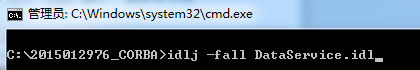 管理员: C:\Windows\system32\cmd.exe
C:\2015012976_CORBA>idlj -fall DataService.idl